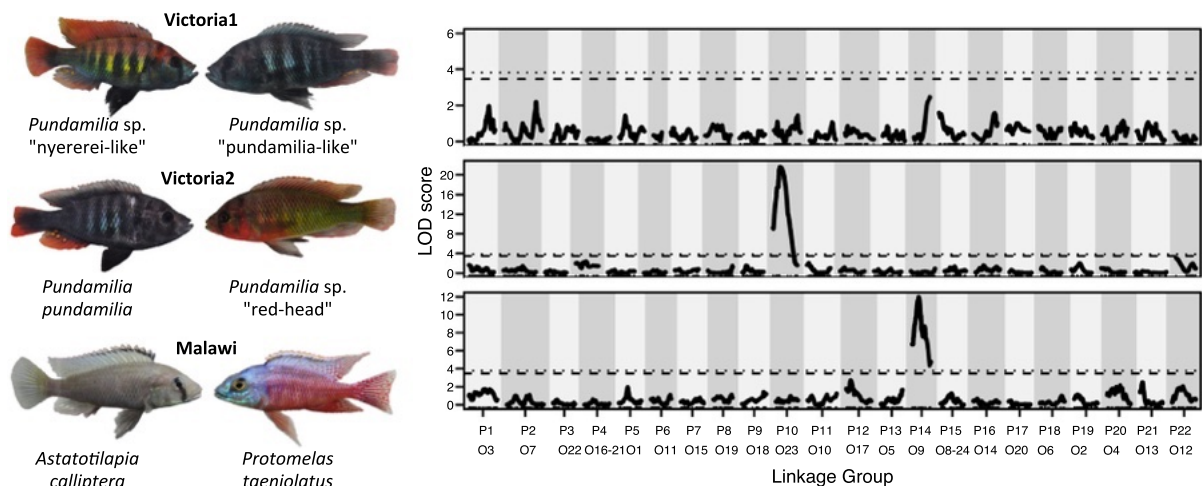 Victoria1
Pundamilia sp.
"nyererei-like"
Pundamilia sp.
"pundamilia-like"
Victoria2
Pundamilia
pundamilia
Pundamilia sp.
"red-head"
Malawi
Astatotilapia
calliptera
Protomelas
taeniolatus
LOD score
6
4
2
0
20
16
12
8
4
0
12
10
8
6
4
2
0
P1 P2 P3 P4 P5 P6 P7 P8 P9 P10 P11 P12 P13 P14 P15 P16 P17 P18 P19 P20 P21 P22
O3 O7 O22 O16-21 O1 O11 O15 O19 O18 O23 O10 O17 O5 O9 O8-24 O14 O20 O6 O2 O4 O13 O12
Linkage Group